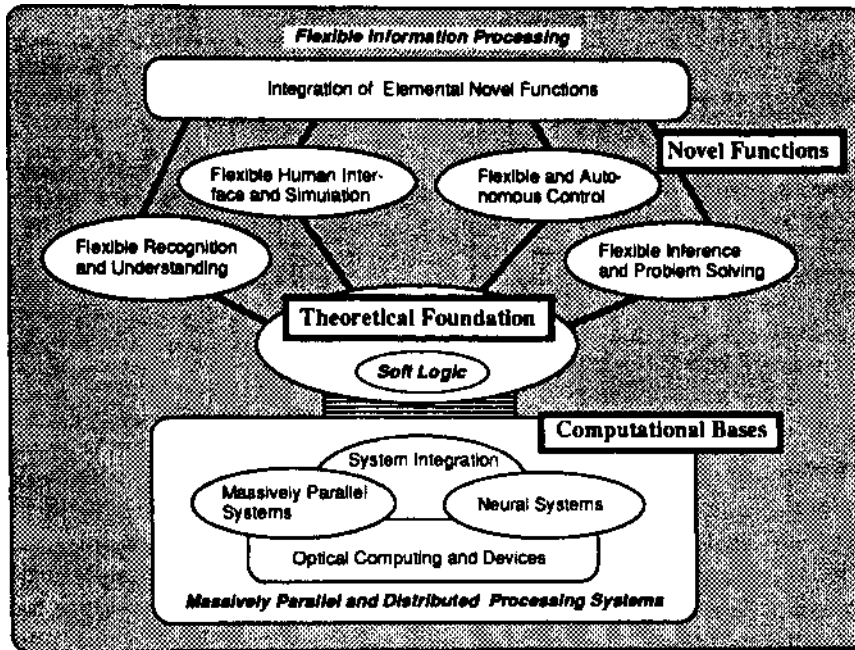 Flexible Information Processing
Integration of Elemental Novel Functions
Novel Functions
Flexible Human Inter-
face and Simulation
Flexible and Auto-
nomous Control
Flexible Recognition
and Understanding
Flexible Inference
and Problem Solving
Theoretical Foundation
Soft Logic
Computational Bases
System Integration
Massively Parallel
Systems
Neural Systems
Optical Computing and Devices
Massively Parallel and Distributed Processing Systems